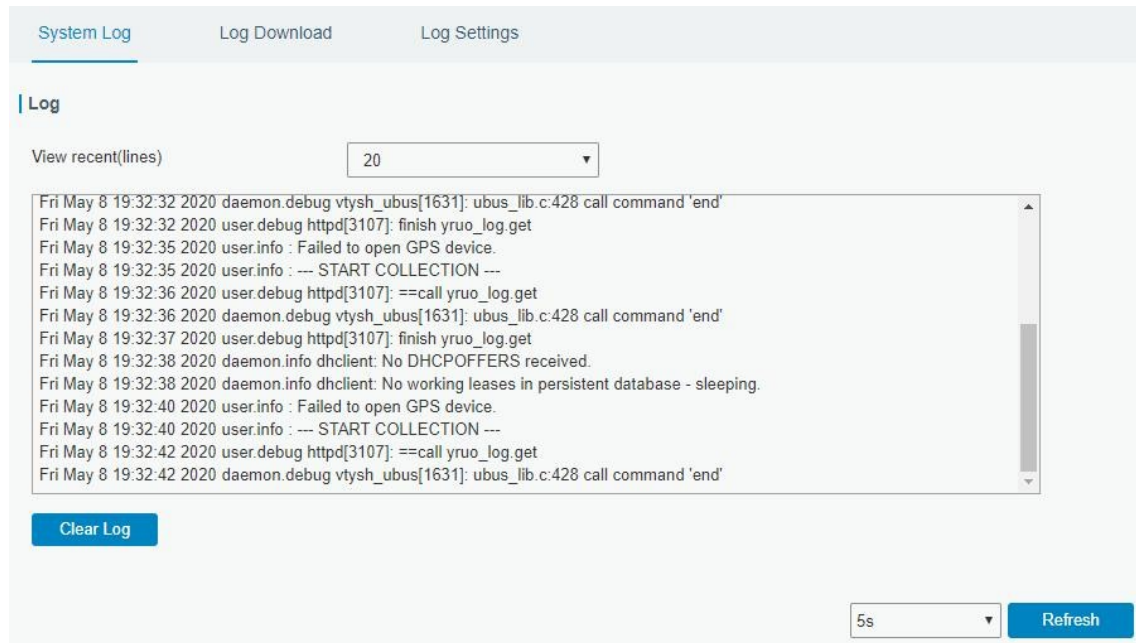 System Log Log Download Log Settings
Log
View recent(lines) 20
Fri May 8 19:32:32 2020 daemon.debug vtysh_ubus[1631]: ubus_lib.c:428 call command 'end'
Fri May 8 19:32:32 2020 user.debug httpd[3107]: finish yruo_log.get
Fri May 8 19:32:35 2020 user.info : Failed to open GPS device.
Fri May 8 19:32:35 2020 user.info : --- START COLLECTION ---
Fri May 8 19:32:36 2020 user.debug httpd[3107]: ==call yruo_log.get
Fri May 8 19:32:36 2020 daemon.debug vtysh_ubus[1631]: ubus_lib.c:428 call command 'end'
Fri May 8 19:32:37 2020 user.debug httpd[3107]: finish yruo_log.get
Fri May 8 19:32:38 2020 daemon.info dhclient: No DHCPOFFERS received.
Fri May 8 19:32:38 2020 daemon.info dhclient: No working leases in persistent database - sleeping.
Fri May 8 19:32:40 2020 user.info : Failed to open GPS device.
Fri May 8 19:32:40 2020 user.info : --- START COLLECTION ---
Fri May 8 19:32:42 2020 user.debug httpd[3107]: ==call yruo_log.get
Fri May 8 19:32:42 2020 daemon.debug vtysh_ubus[1631]: ubus_lib.c:428 call command 'end'
Clear Log
5s Refresh